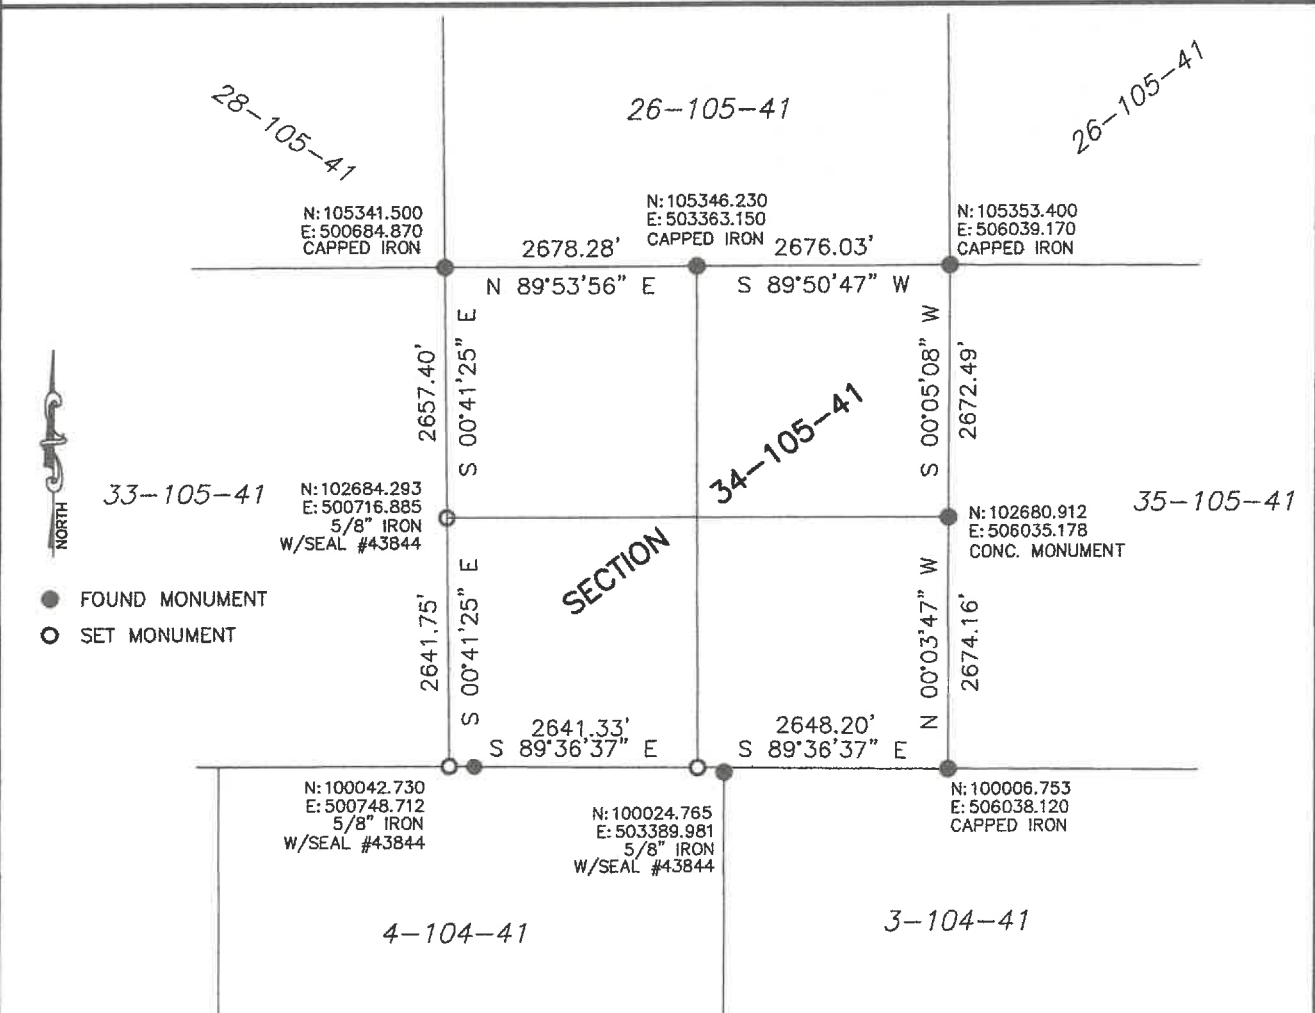 28-105-41
26-105-41
26-105-41
N: 105341.500
E: 500684.870
CAPPED IRON
N: 105346.230
E: 503363.150
CAPPED IRON
N: 105353.400
E: 506039.170
CAPPED IRON
2678.28'
2676.03'
N 89°53'56" E
S 89°50'47" W
2657.40'
S 00°41'25" E
S 00°05'08" W
2672.49'
NORTH
33-105-41
N: 102684.293
E: 500716.885
5/8" IRON
W/SEAL #43844
SECTION 34-105-41
35-105-41
N: 102680.912
E: 506035.178
CONC. MONUMENT
FOUND MONUMENT
SET MONUMENT
2641.75'
S 00°41'25" E
N 00°03'47" W
2674.16'
2641.33'
S 89°36'37" E
2648.20'
S 89°36'37" E
N: 100042.730
E: 500748.712
5/8" IRON
W/SEAL #43844
N: 100024.765
E: 503389.981
5/8" IRON
W/SEAL #43844
N: 100006.753
E: 506038.120
CAPPED IRON
4-104-41
3-104-41